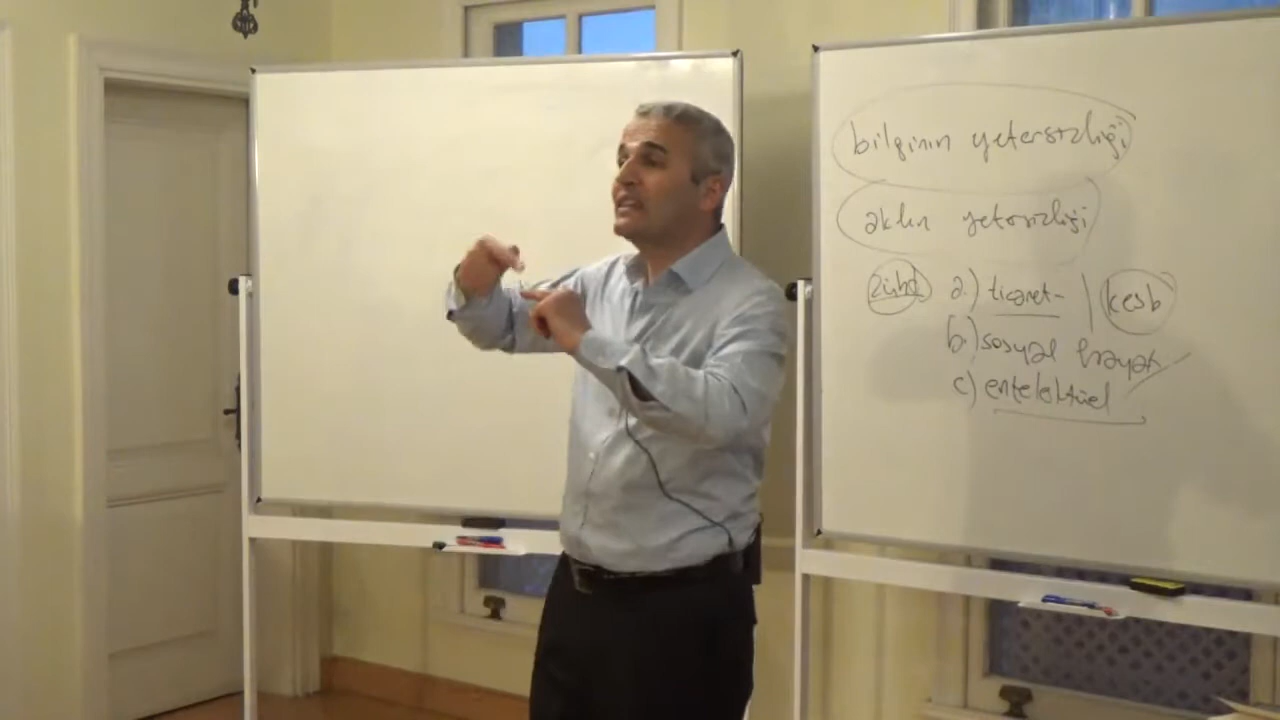 bilginin yetersizliği
aklın yetersizliği
Zühd a.) ticaret- | kesb
b.) sosyal hayat
c) entelektüel